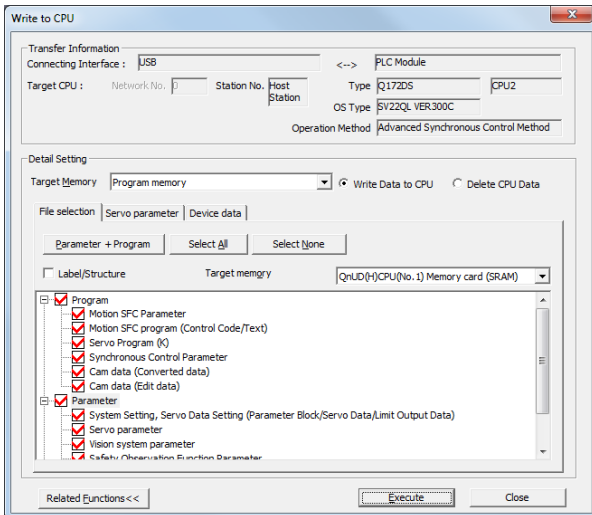 Write to CPU
Transfer Information
Connecting Interface : USB <--> PLC Module
Target CPU : Network No. 0 Station No. Host Station Type Q172DS CPU2
OS Type SV22QL VER300C
Operation Method Advanced Synchronous Control Method
Detail Setting
Target Memory Program memory Write Data to CPU Delete CPU Data
File selection Servo parameter Device data
Parameter + Program Select All Select None
Label/Structure Target memory QnUD(H)CPU(No.1) Memory card (SRAM)
Program
Motion SFC Parameter
Motion SFC program (Control Code/Text)
Servo Program (K)
Synchronous Control Parameter
Cam data (Converted data)
Cam data (Edit data)
Parameter
System Setting, Servo Data Setting (Parameter Block/Servo Data/Limit Output Data)
Servo parameter
Vision system parameter
Safety Observation Function Parameter
Related Functions<< Execute Close